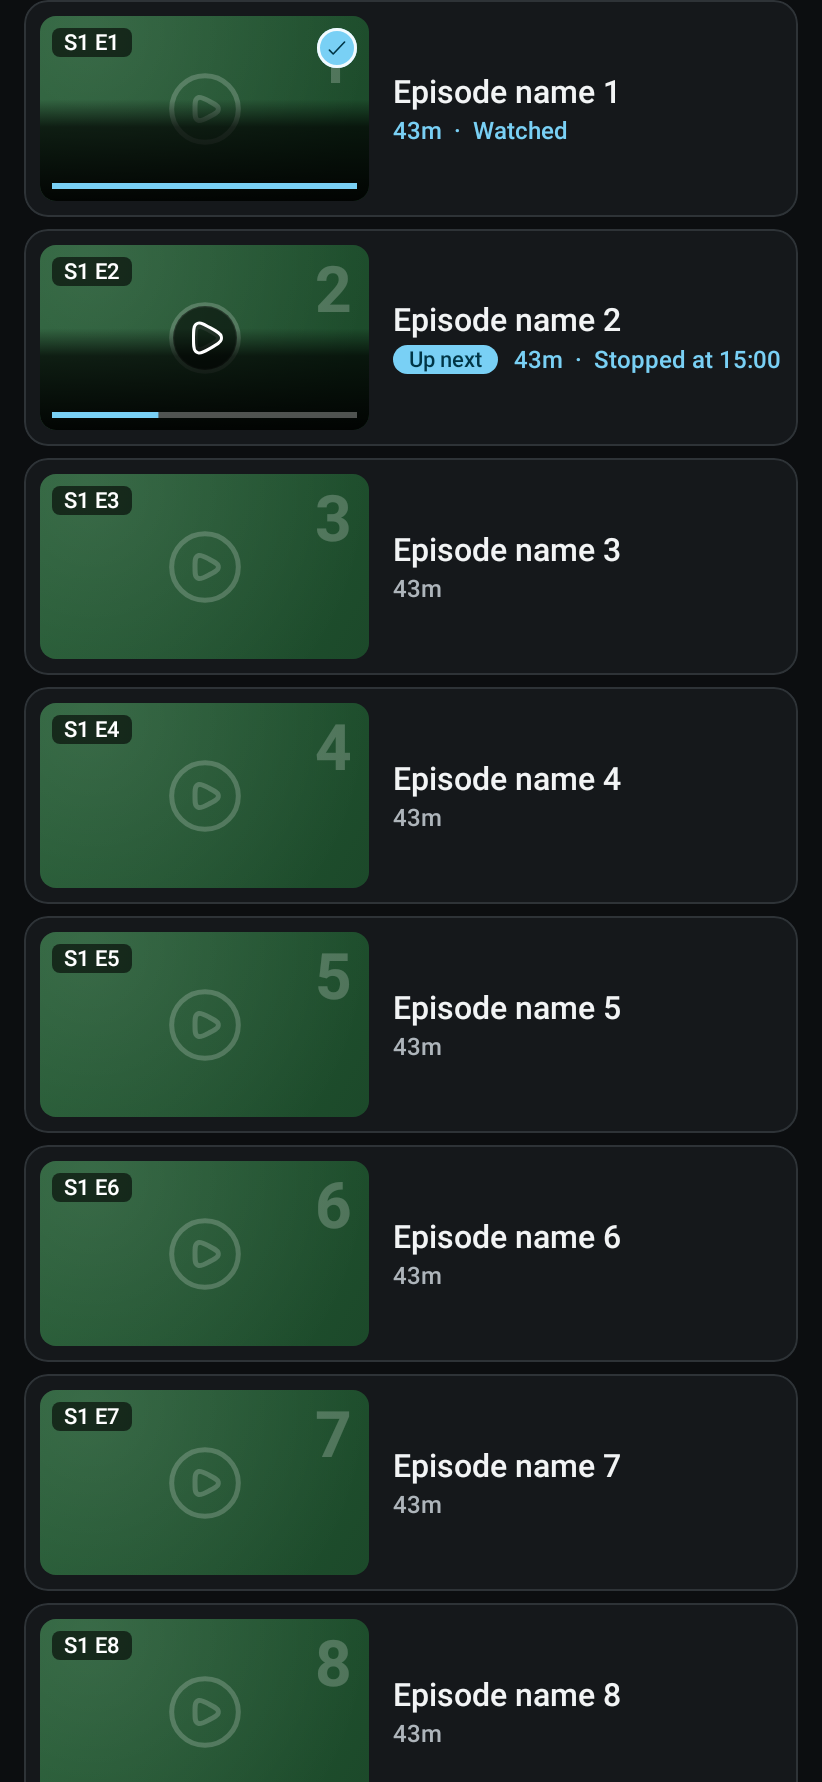 S1 E1
Episode name 1
43m · Watched
S1 E2
2
Episode name 2
Up next 43m · Stopped at 15:00
S1 E3
3
Episode name 3
43m
S1 E4
4
Episode name 4
43m
S1 E5
5
Episode name 5
43m
S1 E6
6
Episode name 6
43m
S1 E7
7
Episode name 7
43m
S1 E8
8
Episode name 8
43m